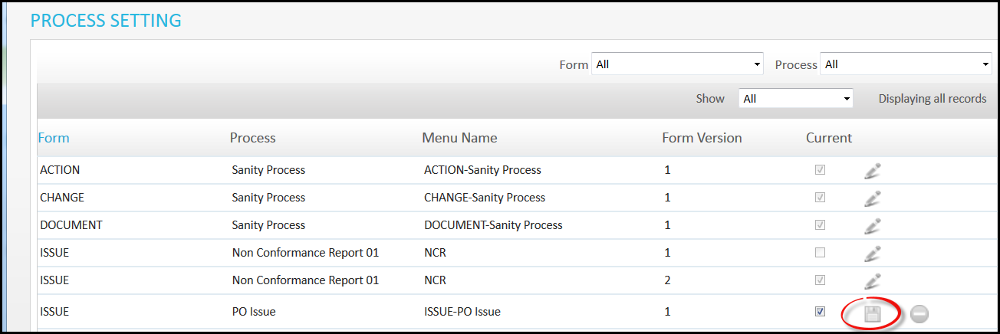 PROCESS SETTING
Form All Process All
Show All Displaying all records
Form Process Menu Name Form Version Current
ACTION Sanity Process ACTION-Sanity Process 1
CHANGE Sanity Process CHANGE-Sanity Process 1
DOCUMENT Sanity Process DOCUMENT-Sanity Process 1
ISSUE Non Conformance Report 01 NCR 1
ISSUE Non Conformance Report 01 NCR 2
ISSUE PO Issue ISSUE-PO Issue 1